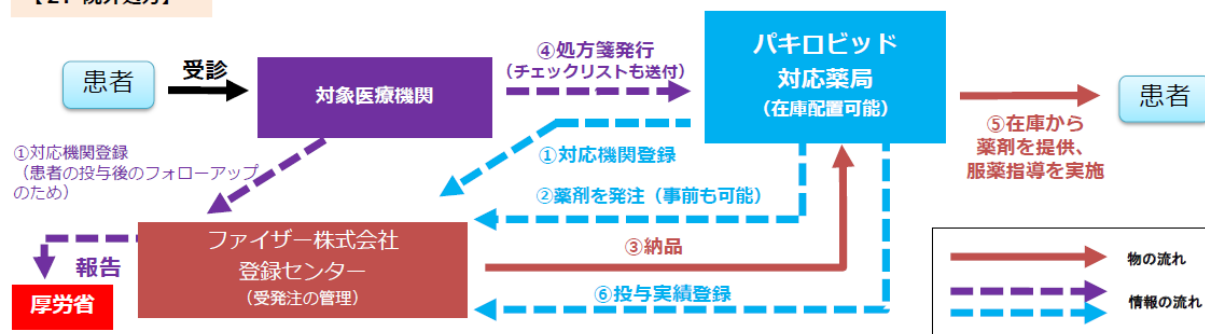 患者
受診
対象医療機関
④処方箋発行
(チェックリストも送付)
パキロビッド
対応薬局
(在庫配置可能)
⑤在庫から
薬剤を提供、
服薬指導を実施
患者
①対応機関登録
(患者の投与後のフォローアップ
のため)
①対応機関登録
②薬剤を発注(事前も可能)
ファイザー株式会社
登録センター
(受発注の管理)
③納品
⑥投与実績登録
報告
厚労省
物の流れ
情報の流れ